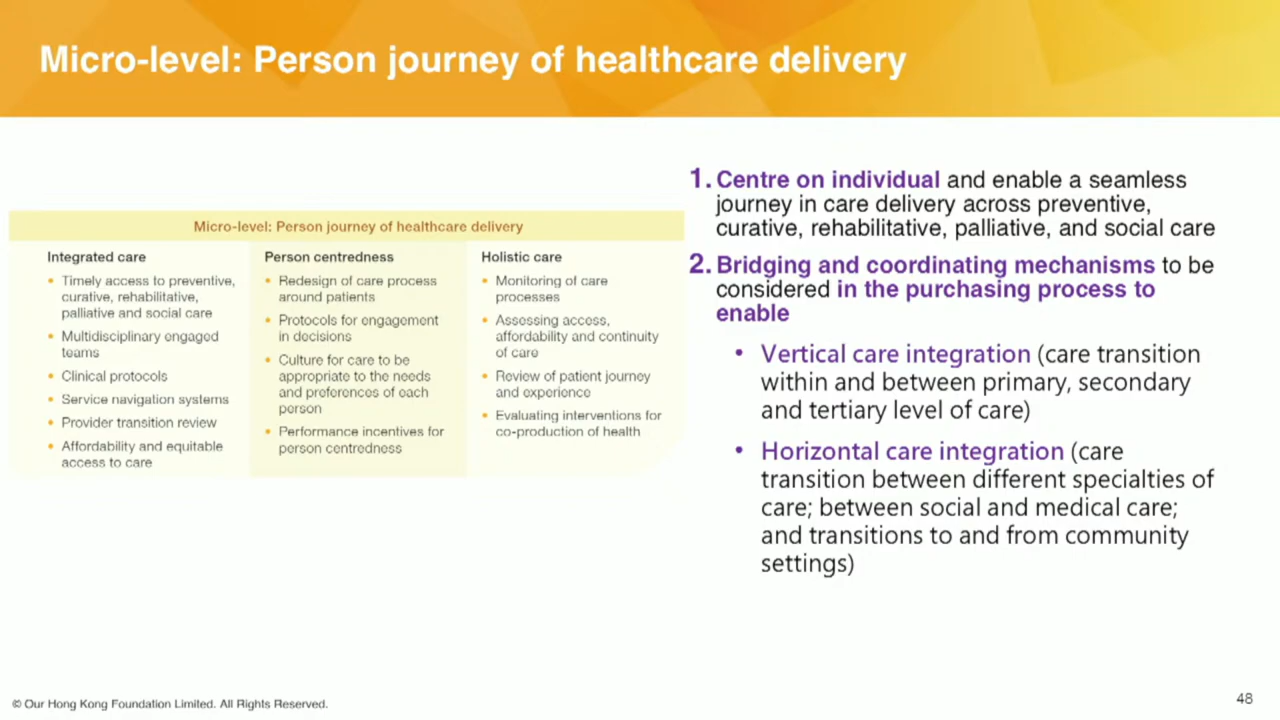 Micro-level: Person journey of healthcare delivery
Micro-level: Person journey of healthcare delivery
Integrated care
• Timely access to preventive,
curative, rehabilitative,
palliative and social care
• Multidisciplinary engaged
teams
• Clinical protocols
• Service navigation systems
• Provider transition review
• Affordability and equitable
access to care
Person centredness
• Redesign of care process
around patients
• Protocols for engagement
in decisions
• Culture for care to be
appropriate to the needs
and preferences of each
person
• Performance incentives for
person centredness
Holistic care
• Monitoring of care
processes
• Assessing access,
affordability and continuity
of care
• Review of patient journey
and experience
• Evaluating interventions for
co-production of health
1. Centre on individual and enable a seamless
journey in care delivery across preventive,
curative, rehabilitative, palliative, and social care
2. Bridging and coordinating mechanisms to be
considered in the purchasing process to
enable
• Vertical care integration (care transition
within and between primary, secondary
and tertiary level of care)
• Horizontal care integration (care
transition between different specialties of
care; between social and medical care;
and transitions to and from community
settings)
© Our Hong Kong Foundation Limited. All Rights Reserved.
48